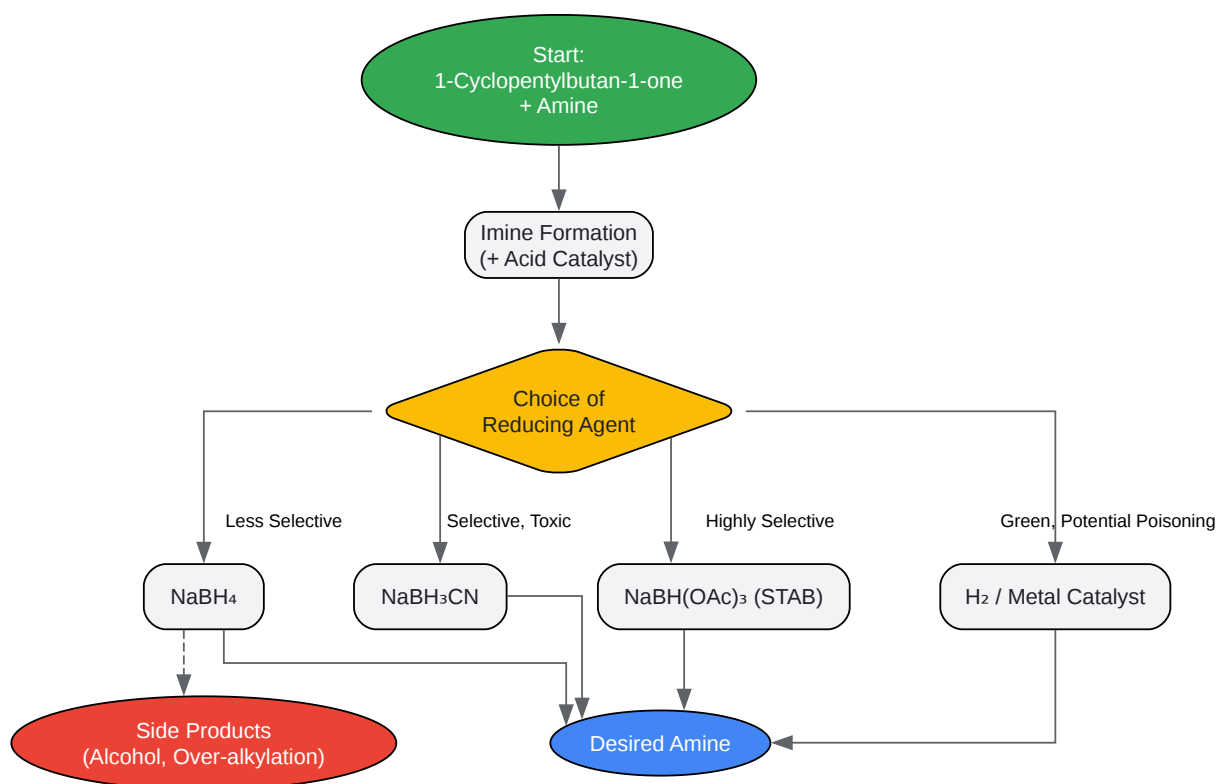 Start:
1-Cyclopentylbutan-1-one
+ Amine
Imine Formation
(+ Acid Catalyst)
Choice of
Reducing Agent
Less Selective
Selective, Toxic
Highly Selective
Green, Potential Poisoning
NaBH₄
NaBH₃CN
NaBH(OAc)₃ (STAB)
H₂ / Metal Catalyst
Side Products
(Alcohol, Over-alkylation)
Desired Amine